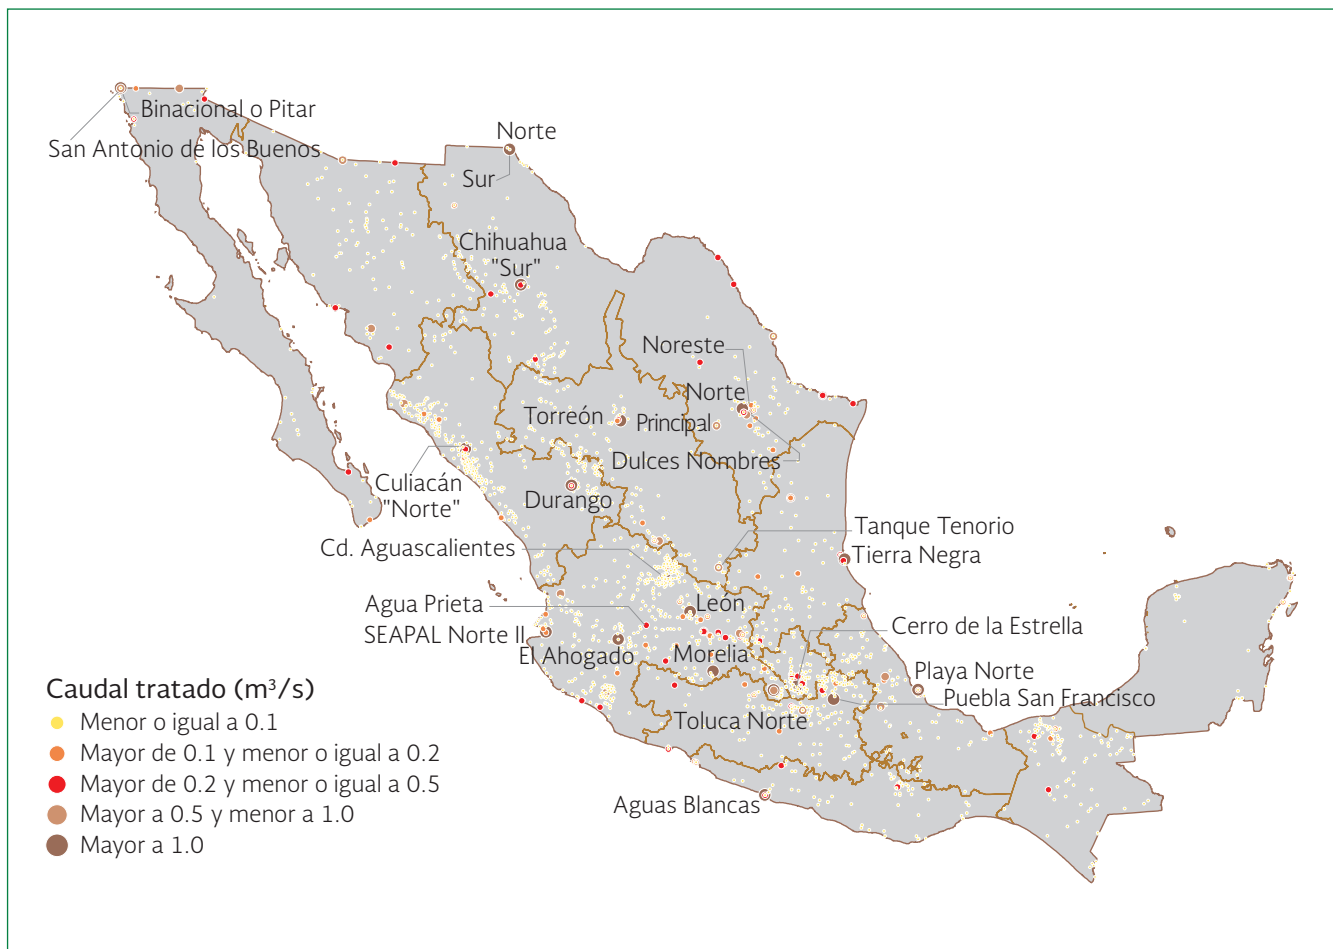 Binacional o Pitar
San Antonio de los Buenos
Norte
Sur
Chihuahua
"Sur"
Noreste
Norte
Torreón
Principal
Dulces Nombres
Culiacán
"Norte"
Durango
Tanque Tenorio
Cd. Aguascalientes
Tierra Negra
Agua Prieta
León
SEAPAL Norte II
Cerro de la Estrella
El Ahogado
Morelia
Playa Norte
Puebla San Francisco
Toluca Norte
Aguas Blancas
Caudal tratado (m³/s)
Menor o igual a 0.1
Mayor de 0.1 y menor o igual a 0.2
Mayor de 0.2 y menor o igual a 0.5
Mayor a 0.5 y menor a 1.0
Mayor a 1.0